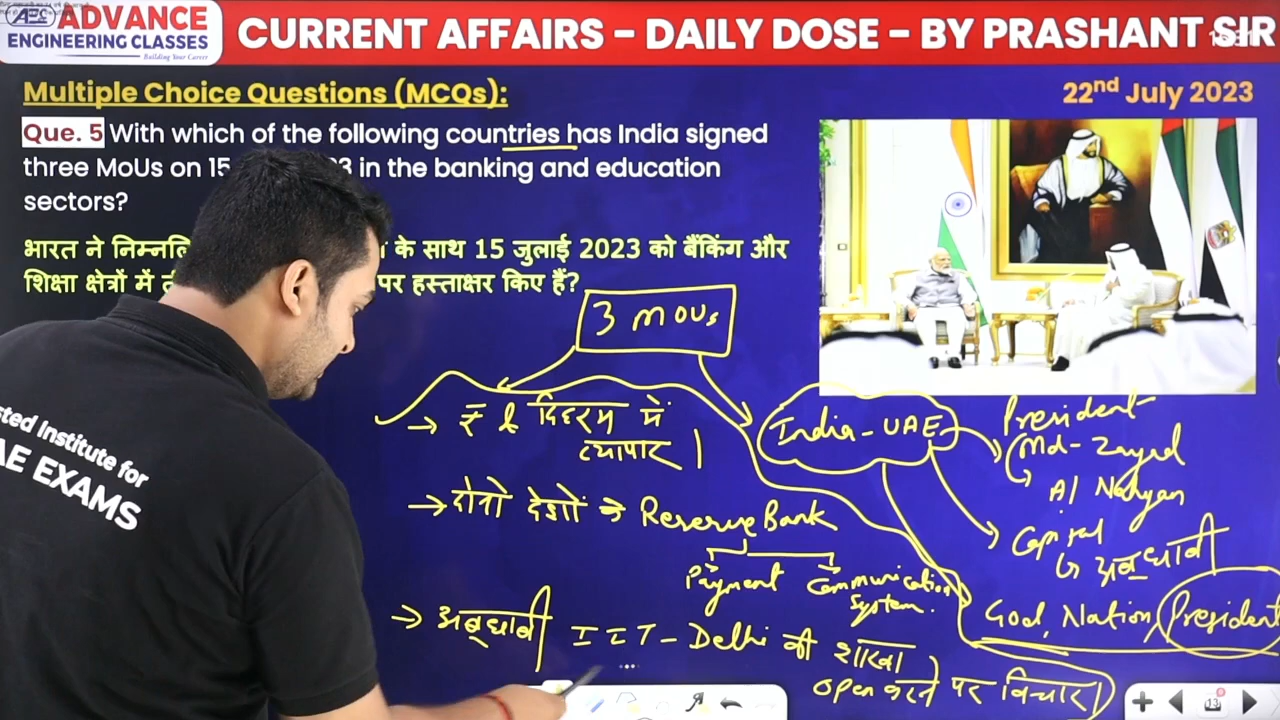 AEC ADVANCE
ENGINEERING CLASSES
Building Your Career
CURRENT AFFAIRS - DAILY DOSE - BY PRASHANT SIR
Multiple Choice Questions (MCQs):
22nd July 2023
Que. 5 With which of the following countries has India signed
three MoUs on 15 3 in the banking and education
sectors?
भारत ने निम्नलि के साथ 15 जुलाई 2023 को बैंकिंग और
शिक्षा क्षेत्रों में पर हस्ताक्षर किए हैं?
3 MOUs
→ ₹ & दिहरम में
व्यापार।
India-UAE
President
Md-Zayed
Al Nahyan
Capital
अबूधाबी
→ दोनो देशों के Reserve Bank
Payment Communication
System.
God, Nation, President
→ अबूधाबी IIT-Delhi की शाखा
open करने पर विचार।
sted Institute for
AE EXAMS
13